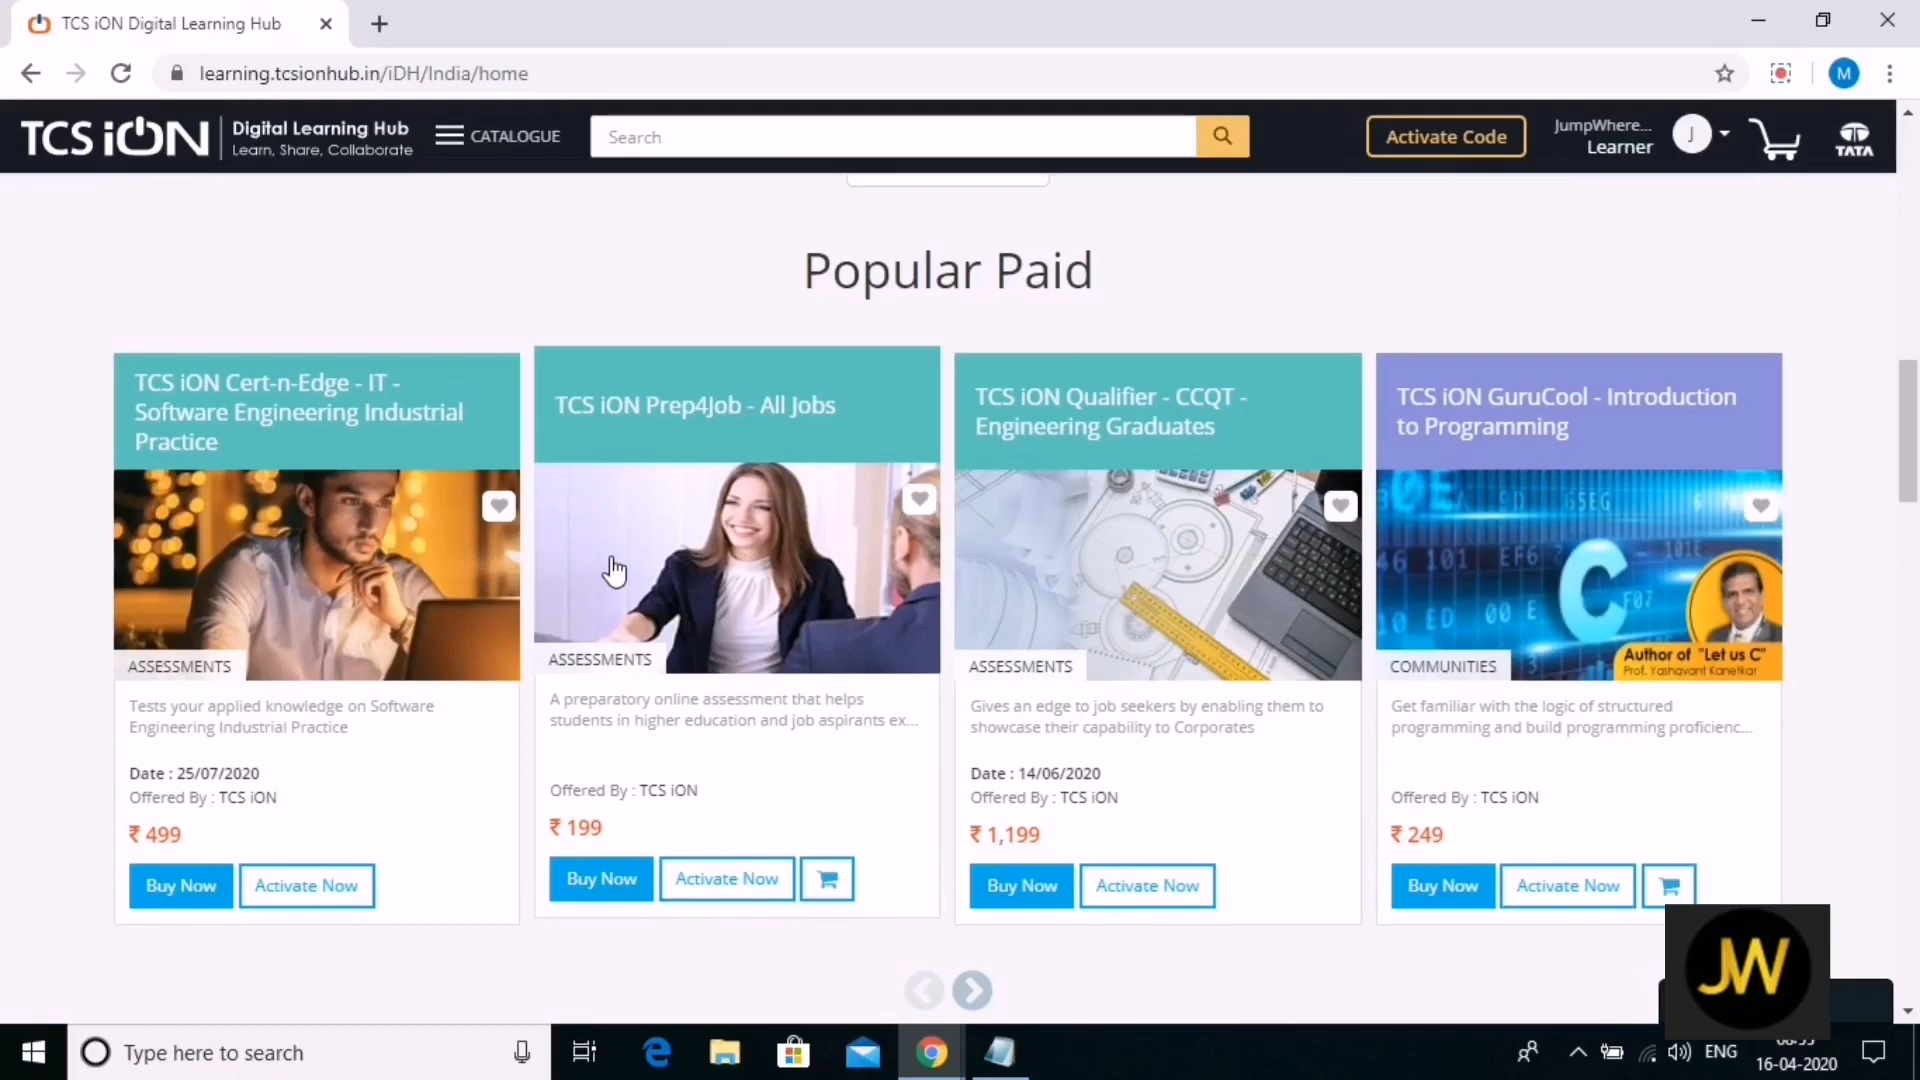 TCS iON Digital Learning Hub
learning.tcsionhub.in/iDH/India/home
M
TCS iON
Digital Learning Hub
Learn, Share, Collaborate
CATALOGUE
Search
Activate Code
JumpWhere...
Learner
J
TATA
Popular Paid
TCS iON Cert-n-Edge - IT -
Software Engineering Industrial
Practice
ASSESSMENTS
Tests your applied knowledge on Software
Engineering Industrial Practice
Date : 25/07/2020
Offered By : TCS iON
₹ 499
Buy Now
Activate Now
TCS iON Prep4Job - All Jobs
ASSESSMENTS
A preparatory online assessment that helps
students in higher education and job aspirants ex...
Offered By : TCS iON
₹ 199
Buy Now
Activate Now
TCS iON Qualifier - CCQT -
Engineering Graduates
ASSESSMENTS
Gives an edge to job seekers by enabling them to
showcase their capability to Corporates
Date : 14/06/2020
Offered By : TCS iON
₹ 1,199
Buy Now
Activate Now
TCS iON GuruCool - Introduction
to Programming
C
Author of "Let us C"
Prof. Yashavant Kanetkar
COMMUNITIES
Get familiar with the logic of structured
programming and build programming proficienc...
Offered By : TCS iON
₹ 249
Buy Now
Activate Now
JW
Type here to search
ENG
16-04-2020